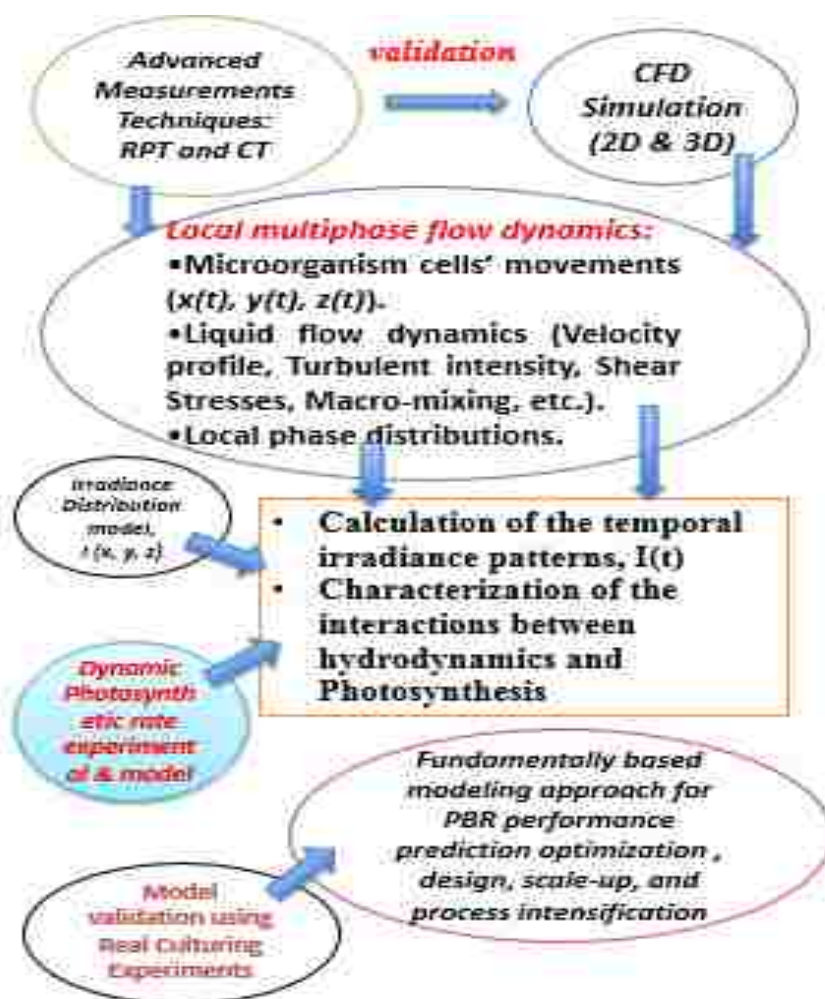 Advanced
Measurements
Techniques:
RPT and CT
validation
CFD
Simulation
(2D & 3D)
Local multiphase flow dynamics:
•Microorganism cells' movements
(x(t), y(t), z(t)).
•Liquid flow dynamics (Velocity
profile, Turbulent intensity, Shear
Stresses, Macro-mixing, etc.).
•Local phase distributions.
Irradiance
Distribution
model,
I (x, y, z)
• Calculation of the temporal
irradiance patterns, I(t)
• Characterization of the
interactions between
hydrodynamics and
Photosynthesis
Dynamic
Photosynth
etic rate
experiment
al & model
Fundamentally based
modeling approach for
PBR performance
prediction optimization ,
design, scale-up, and
process intensification
Model
validation using
Real Culturing
Experiments